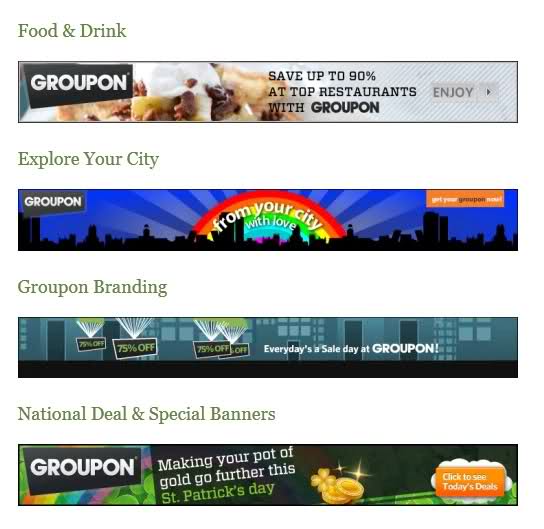 Food & Drink
GROUPON
SAVE UP TO 90%
AT TOP RESTAURANTS
WITH GROUPON
ENJOY
Explore Your City
GROUPON
from your city
with love
get your groupon now!
Groupon Branding
75% OFF
75% OFF
75% OFF
% OFF
Everyday's a Sale day at GROUPON!
National Deal & Special Banners
GROUPON
Making your pot of
gold go further this
St. Patrick's day
Click to see
Today's Deals